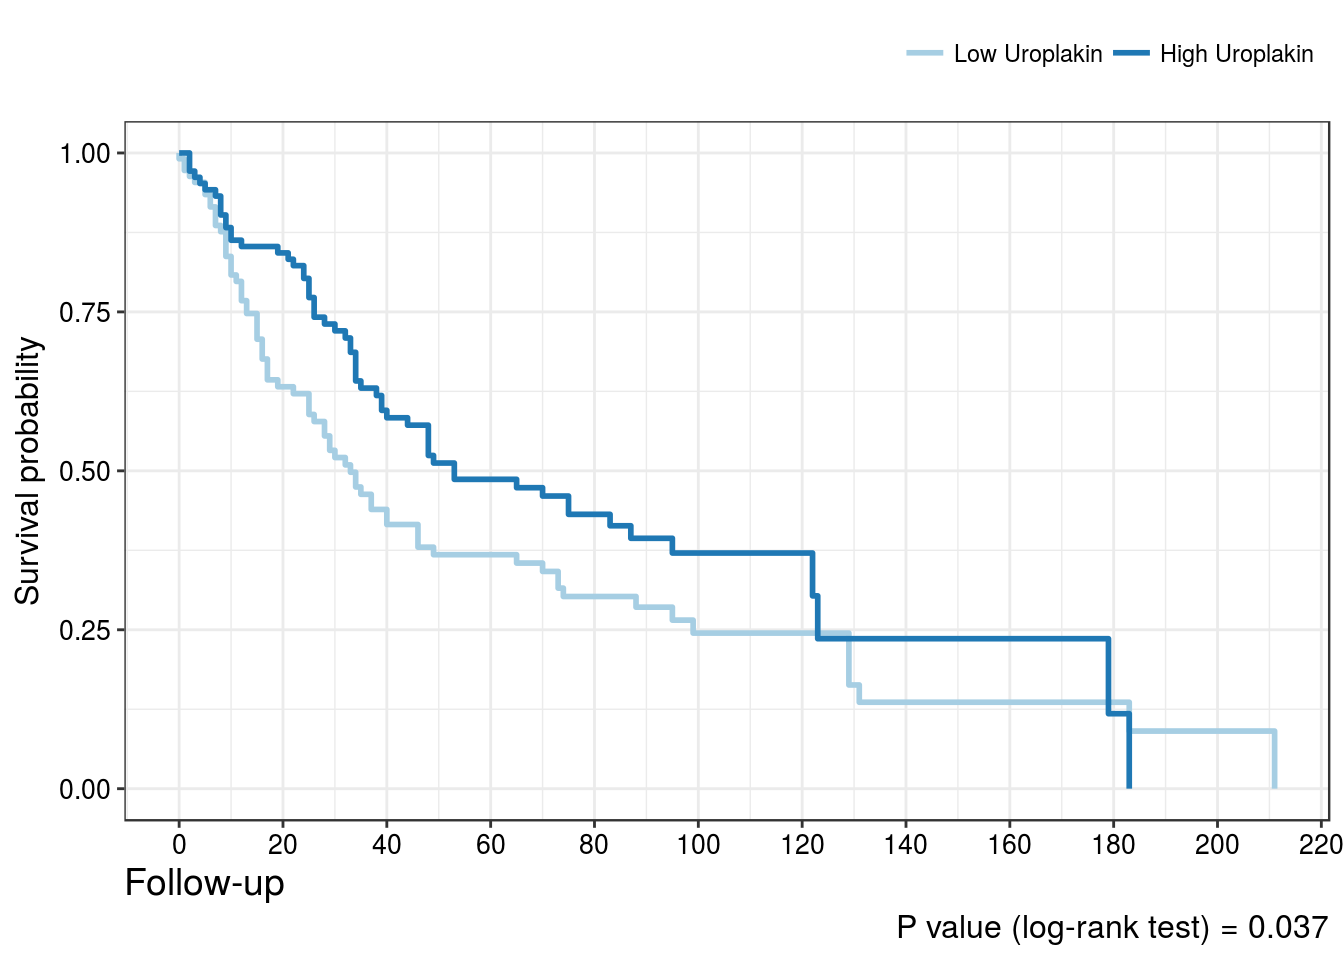 Low Uroplakin High Uroplakin
Survival probability
1.00
0.75
0.50
0.25
0.00
0 20 40 60 80 100 120 140 160 180 200 220
Follow-up
P value (log-rank test) = 0.037